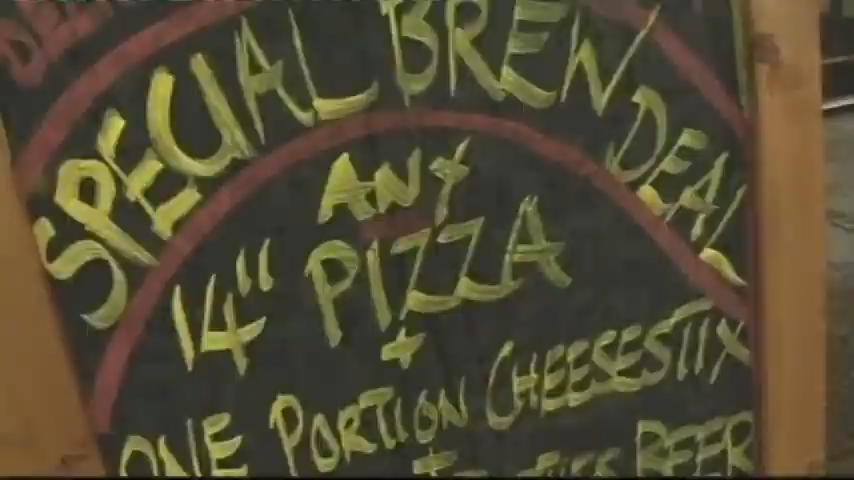 SPECIAL BREW DEAL
ANY
14" PIZZA
+
ONE PORTION CHEESESTIX
BEER